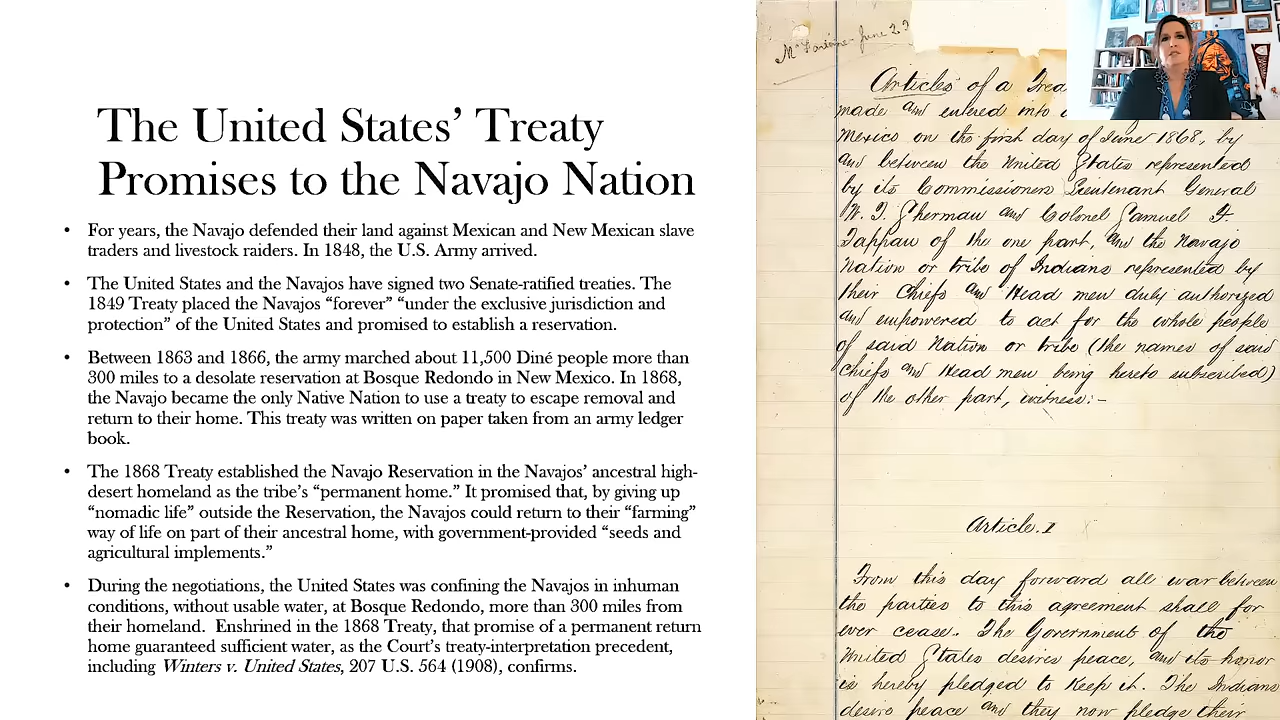 The United States’ Treaty
Promises to the Navajo Nation
• For years, the Navajo defended their land against Mexican and New Mexican slave
traders and livestock raiders. In 1848, the U.S. Army arrived.
• The United States and the Navajos have signed two Senate-ratified treaties. The
1849 Treaty placed the Navajos “forever” “under the exclusive jurisdiction and
protection” of the United States and promised to establish a reservation.
• Between 1863 and 1866, the army marched about 11,500 Diné people more than
300 miles to a desolate reservation at Bosque Redondo in New Mexico. In 1868,
the Navajo became the only Native Nation to use a treaty to escape removal and
return to their home. This treaty was written on paper taken from an army ledger
book.
• The 1868 Treaty established the Navajo Reservation in the Navajos’ ancestral high-
desert homeland as the tribe’s “permanent home.” It promised that, by giving up
“nomadic life” outside the Reservation, the Navajos could return to their “farming”
way of life on part of their ancestral home, with government-provided “seeds and
agricultural implements.”
• During the negotiations, the United States was confining the Navajos in inhuman
conditions, without usable water, at Bosque Redondo, more than 300 miles from
their homeland. Enshrined in the 1868 Treaty, that promise of a permanent return
home guaranteed sufficient water, as the Court’s treaty-interpretation precedent,
including Winters v. United States, 207 U.S. 564 (1908), confirms.
June 23
Articles of a Trea
made and entered into
Mexico on the first day of June 1868, by
and between the United States represented
by its Commissioners Lieutenant General
W. T. Sherman and Colonel Samuel F.
Tappan of the one part, and the Navajo
Nation or tribe of Indians represented by
their Chiefs and Head men duly authorized
and empowered to act for the whole people
of said Nation or tribe (the names of said
Chiefs and Head men being hereto subscribed)
of the other part, witness:-
Article. 1
From this day forward all war between
the parties to this agreement shall for
ever cease. The Government of the
United States desires peace, and its honor
is hereby pledged to keep it. The Indians
desire peace and they now pledge their